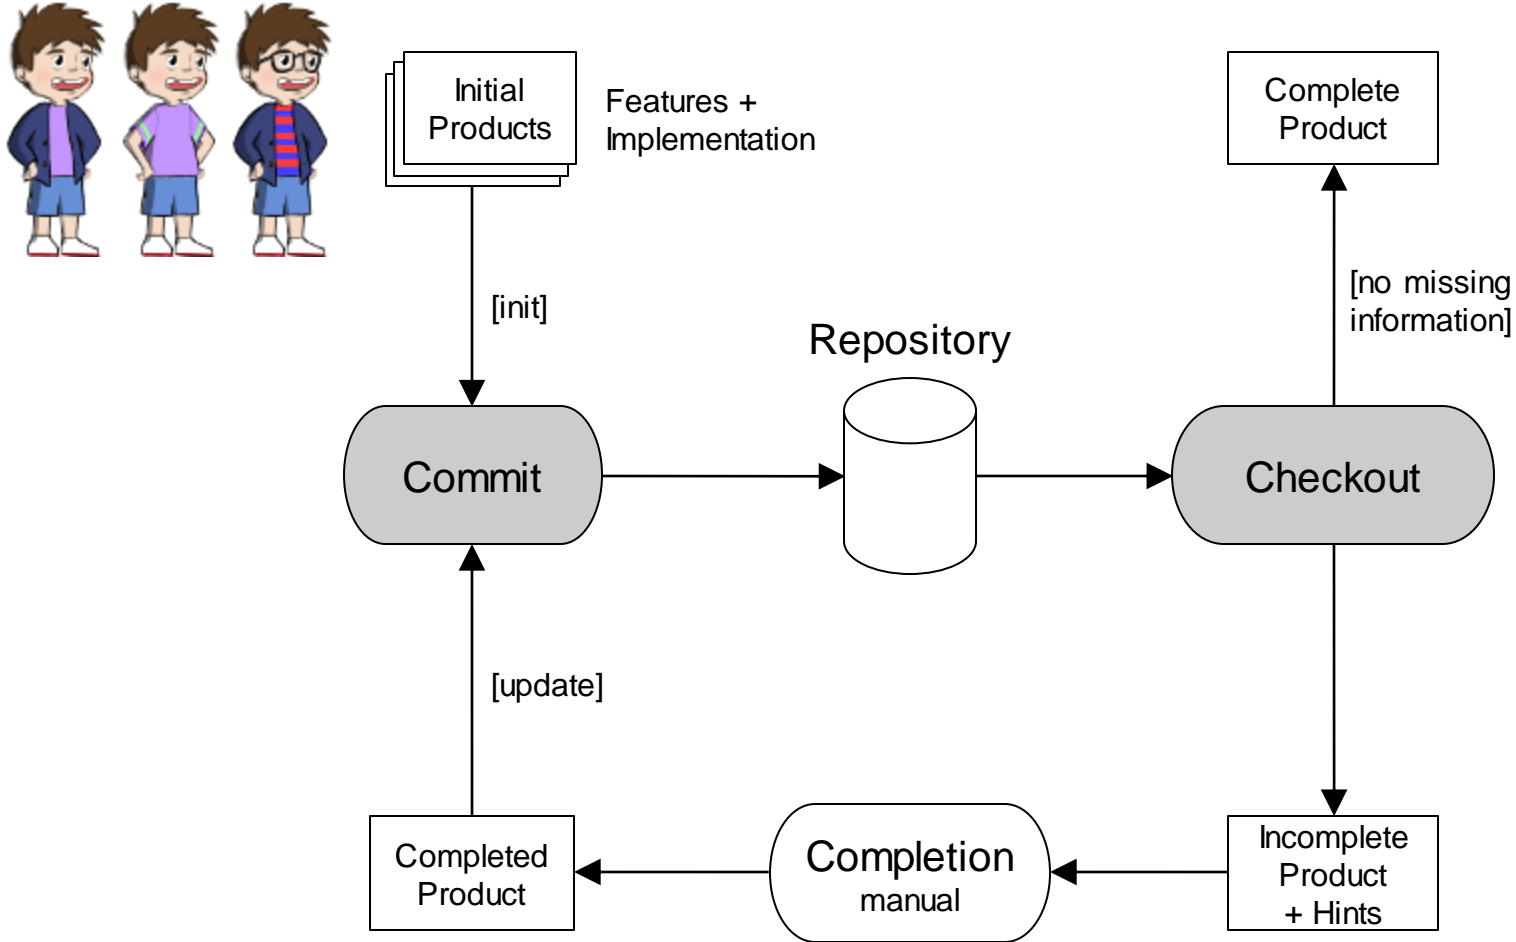 Initial
Products
Features +
Implementation
Complete
Product
[init]
[no missing
information]
Repository
Commit
Checkout
[update]
Completed
Product
Completion
manual
Incomplete
Product
+ Hints